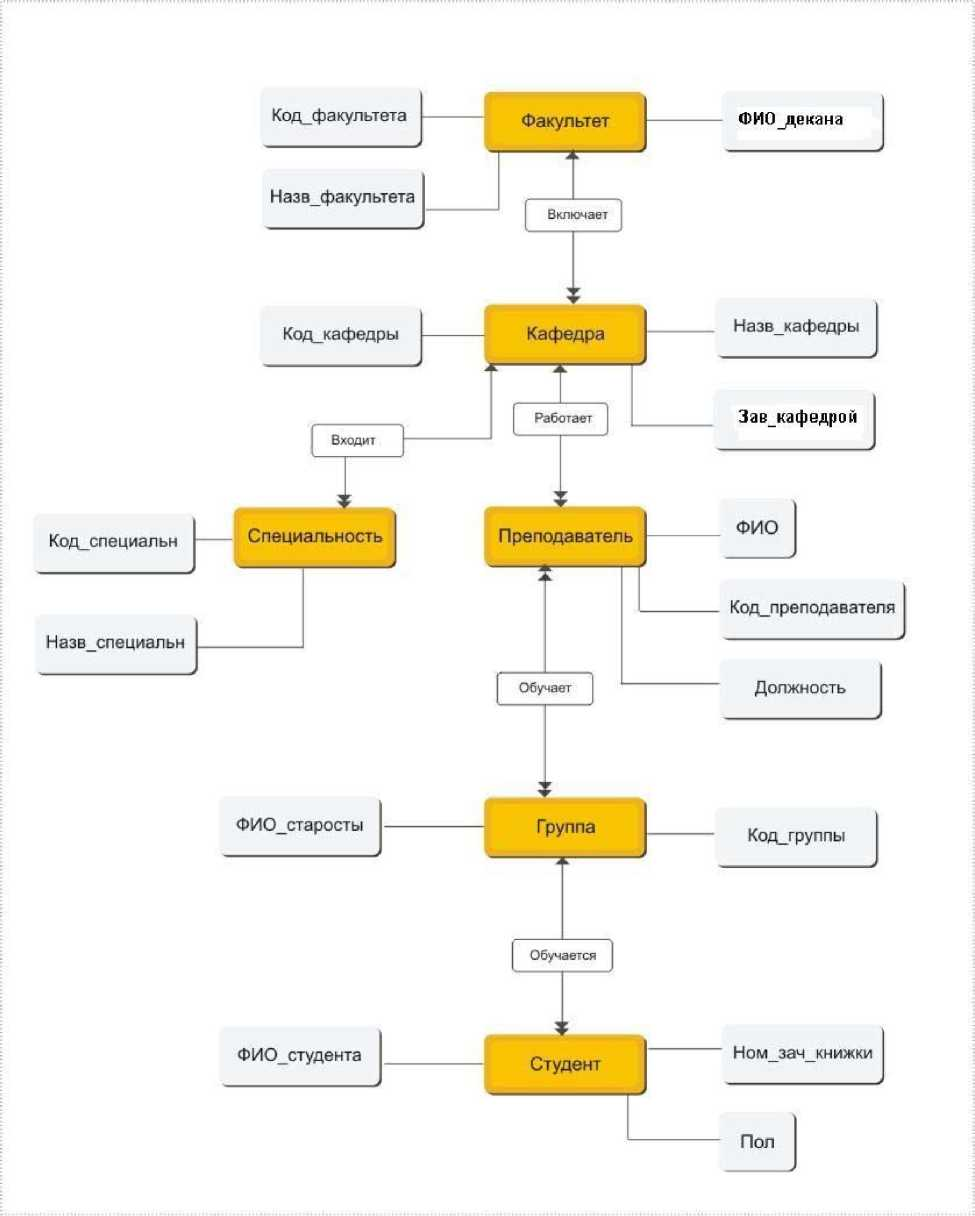 Код_факультета
Факультет
ФИО_декана
Назв_факультета
Включает
Код_кафедры
Кафедра
Назв_кафедры
Работает
Зав_кафедрой
Входит
Код_специальн
Специальность
Преподаватель
ФИО
Код_преподавателя
Назв_специальн
Обучает
Должность
ФИО_старосты
Группа
Код_группы
Обучается
ФИО_студента
Студент
Ном_зач_книжки
Пол